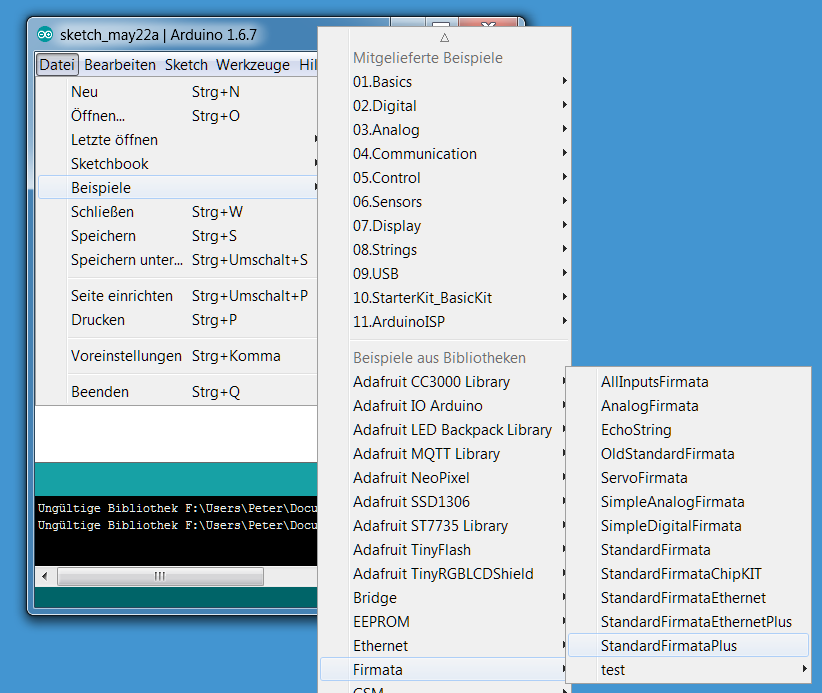 sketch_may22a | Arduino 1.6.7
Datei Bearbeiten Sketch Werkzeuge Hil
Neu Strg+N
Öffnen... Strg+O
Letzte öffnen
Sketchbook
Beispiele
Schließen Strg+W
Speichern Strg+S
Speichern unter... Strg+Umschalt+S
Seite einrichten Strg+Umschalt+P
Drucken Strg+P
Voreinstellungen Strg+Komma
Beenden Strg+Q
Ungültige Bibliothek F:\Users\Peter\Docu
Ungültige Bibliothek F:\Users\Peter\Docu
Mitgelieferte Beispiele
01.Basics
02.Digital
03.Analog
04.Communication
05.Control
06.Sensors
07.Display
08.Strings
09.USB
10.StarterKit_BasicKit
11.ArduinoISP
Beispiele aus Bibliotheken
Adafruit CC3000 Library
Adafruit IO Arduino
Adafruit LED Backpack Library
Adafruit MQTT Library
Adafruit NeoPixel
Adafruit SSD1306
Adafruit ST7735 Library
Adafruit TinyFlash
Adafruit TinyRGBLCDShield
Bridge
EEPROM
Ethernet
Firmata
GSM
AllInputsFirmata
AnalogFirmata
EchoString
OldStandardFirmata
ServoFirmata
SimpleAnalogFirmata
SimpleDigitalFirmata
StandardFirmata
StandardFirmataChipKIT
StandardFirmataEthernet
StandardFirmataEthernetPlus
StandardFirmataPlus
test